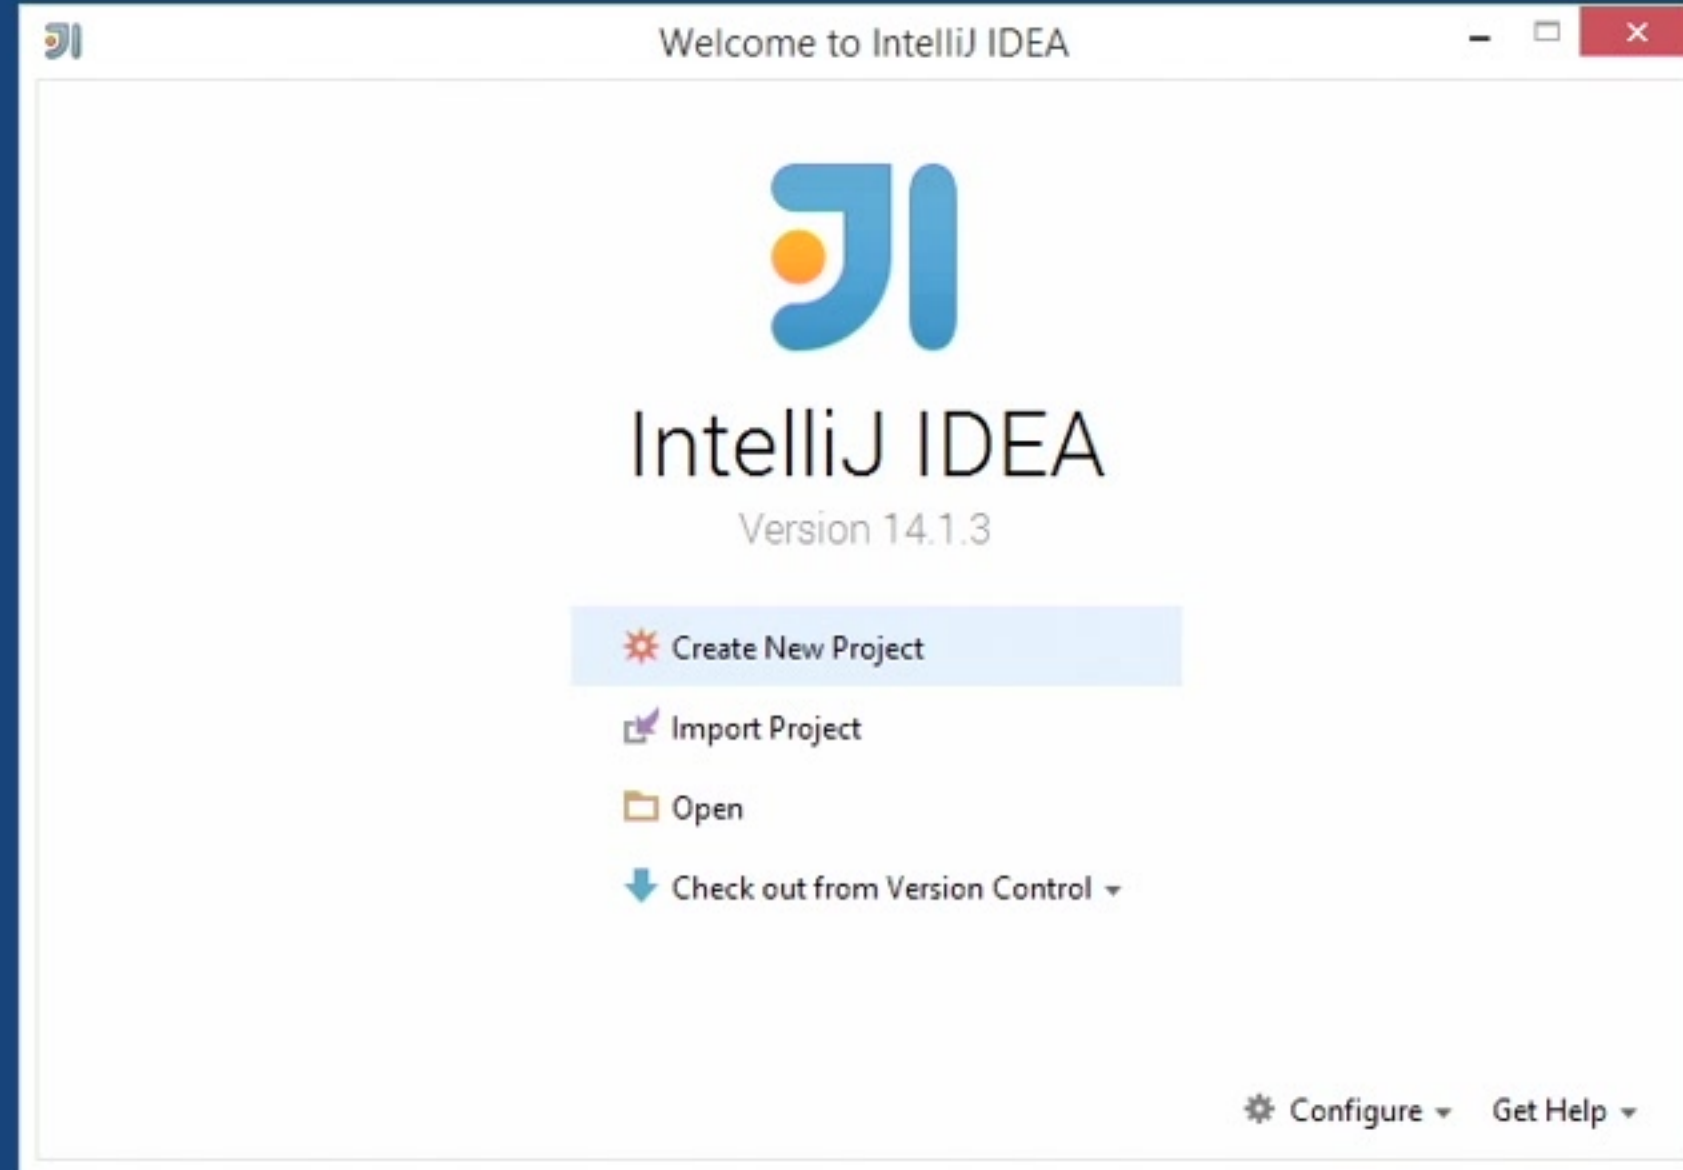 Welcome to IntelliJ IDEA
IntelliJ IDEA
Version 14.1.3
Create New Project
Import Project
Open
Check out from Version Control
Configure
Get Help